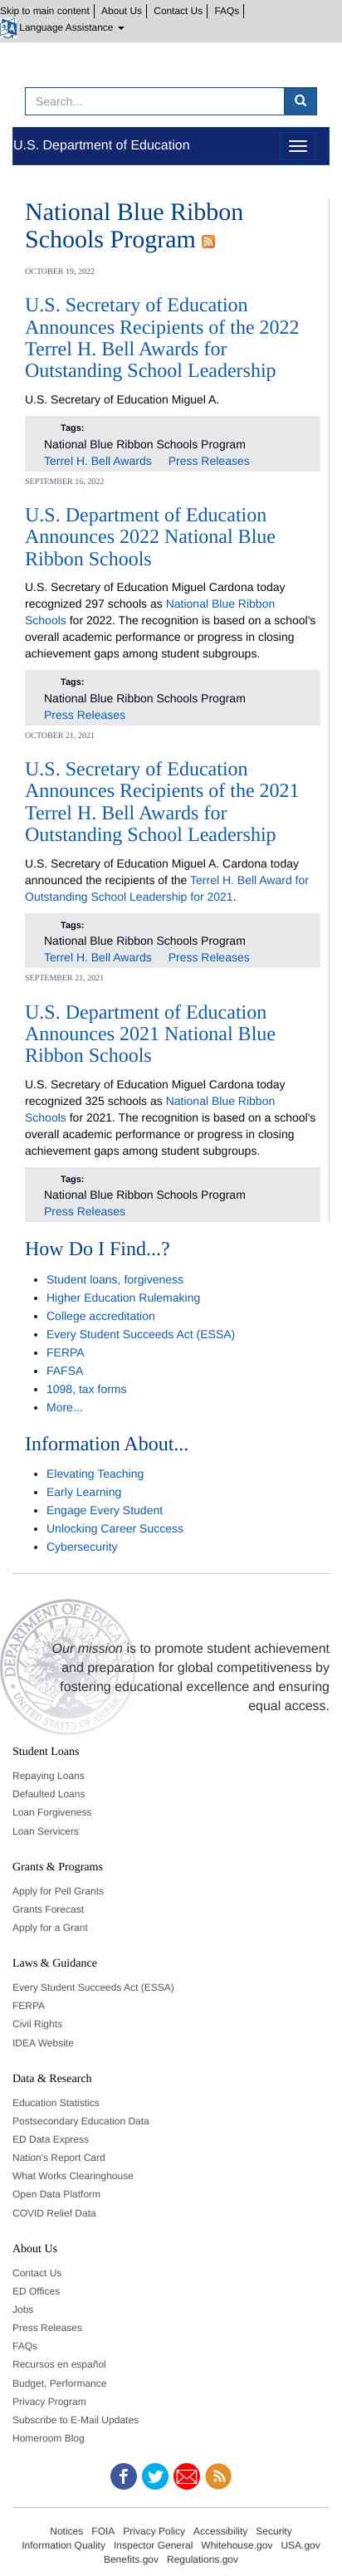 Skip to main content About Us Contact Us FAQs
Language Assistance
Search...
U.S. Department of Education
National Blue Ribbon
Schools Program
OCTOBER 19, 2022
U.S. Secretary of Education
Announces Recipients of the 2022
Terrel H. Bell Awards for
Outstanding School Leadership
U.S. Secretary of Education Miguel A.
Tags:
National Blue Ribbon Schools Program
Terrel H. Bell Awards Press Releases
SEPTEMBER 16, 2022
U.S. Department of Education
Announces 2022 National Blue
Ribbon Schools
U.S. Secretary of Education Miguel Cardona today
recognized 297 schools as National Blue Ribbon
Schools for 2022. The recognition is based on a school's
overall academic performance or progress in closing
achievement gaps among student subgroups.
Tags:
National Blue Ribbon Schools Program
Press Releases
OCTOBER 21, 2021
U.S. Secretary of Education
Announces Recipients of the 2021
Terrel H. Bell Awards for
Outstanding School Leadership
U.S. Secretary of Education Miguel A. Cardona today
announced the recipients of the Terrel H. Bell Award for
Outstanding School Leadership for 2021.
Tags:
National Blue Ribbon Schools Program
Terrel H. Bell Awards Press Releases
SEPTEMBER 21, 2021
U.S. Department of Education
Announces 2021 National Blue
Ribbon Schools
U.S. Secretary of Education Miguel Cardona today
recognized 325 schools as National Blue Ribbon
Schools for 2021. The recognition is based on a school's
overall academic performance or progress in closing
achievement gaps among student subgroups.
Tags:
National Blue Ribbon Schools Program
Press Releases
How Do I Find...?
Student loans, forgiveness
Higher Education Rulemaking
College accreditation
Every Student Succeeds Act (ESSA)
FERPA
FAFSA
1098, tax forms
More...
Information About...
Elevating Teaching
Early Learning
Engage Every Student
Unlocking Career Success
Cybersecurity
Our mission is to promote student achievement
and preparation for global competitiveness by
fostering educational excellence and ensuring
equal access.
Student Loans
Repaying Loans
Defaulted Loans
Loan Forgiveness
Loan Servicers
Grants & Programs
Apply for Pell Grants
Grants Forecast
Apply for a Grant
Laws & Guidance
Every Student Succeeds Act (ESSA)
FERPA
Civil Rights
IDEA Website
Data & Research
Education Statistics
Postsecondary Education Data
ED Data Express
Nation's Report Card
What Works Clearinghouse
Open Data Platform
COVID Relief Data
About Us
Contact Us
ED Offices
Jobs
Press Releases
FAQs
Recursos en español
Budget, Performance
Privacy Program
Subscribe to E-Mail Updates
Homeroom Blog
Notices FOIA Privacy Policy Accessibility Security
Information Quality Inspector General Whitehouse.gov USA.gov
Benefits.gov Regulations.gov